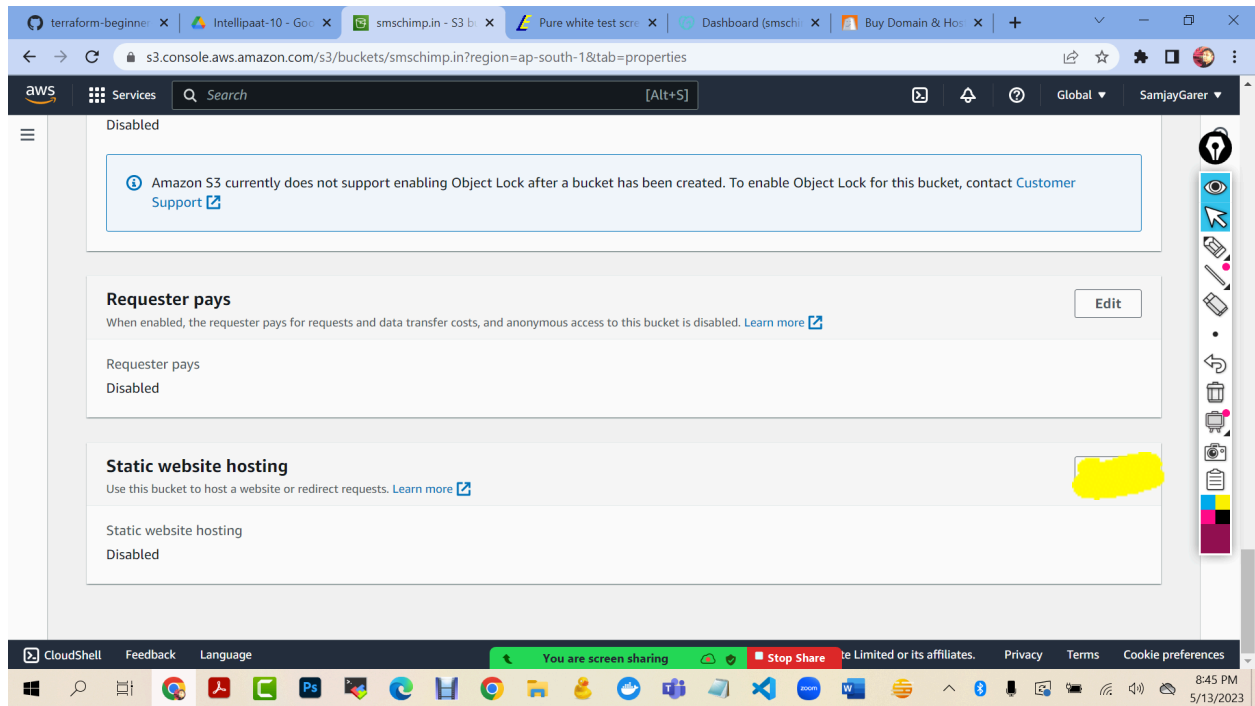 terraform-beginner
Intellipaat-10 - Goo
smschimp.in - S3 b
Pure white test scre
Dashboard (smschi
Buy Domain & Hos
s3.console.aws.amazon.com/s3/buckets/smschimp.in?region=ap-south-1&tab=properties
aws
Services
Search
[Alt+S]
Global
SamjayGarer
Disabled
Amazon S3 currently does not support enabling Object Lock after a bucket has been created. To enable Object Lock for this bucket, contact Customer
Support
Requester pays
Edit
When enabled, the requester pays for requests and data transfer costs, and anonymous access to this bucket is disabled. Learn more
Requester pays
Disabled
Static website hosting
Use this bucket to host a website or redirect requests. Learn more
Static website hosting
Disabled
CloudShell
Feedback
Language
You are screen sharing
Stop Share
te Limited or its affiliates.
Privacy
Terms
Cookie preferences
Ps
zoom
8:45 PM
5/13/2023